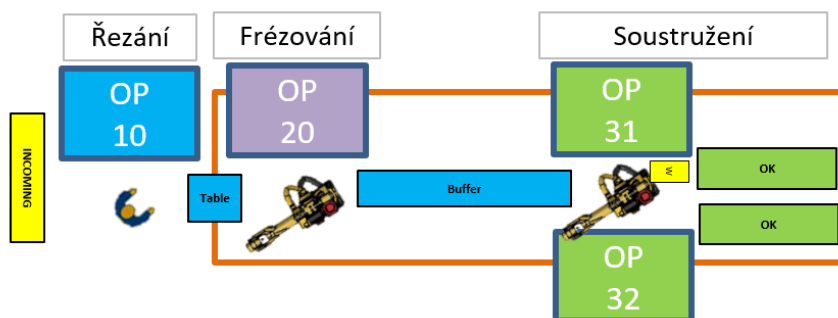 Řezání
Frézování
Soustružení
OP
10
OP
20
OP
31
INCOMING
Table
Buffer
W
OK
OK
OP
32